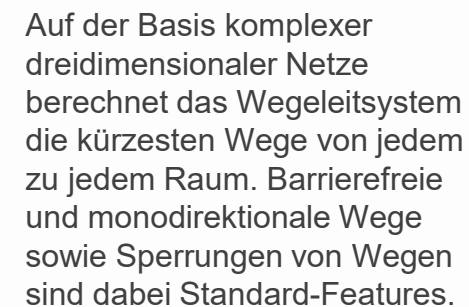 Auf der Basis komplexer
dreidimensionaler Netze
berechnet das Wegeleitsystem
die kürzesten Wege von jedem
zu jedem Raum. Barrierefreie
und monodirektionale Wege
sowie Sperrungen von Wegen
sind dabei Standard-Features.